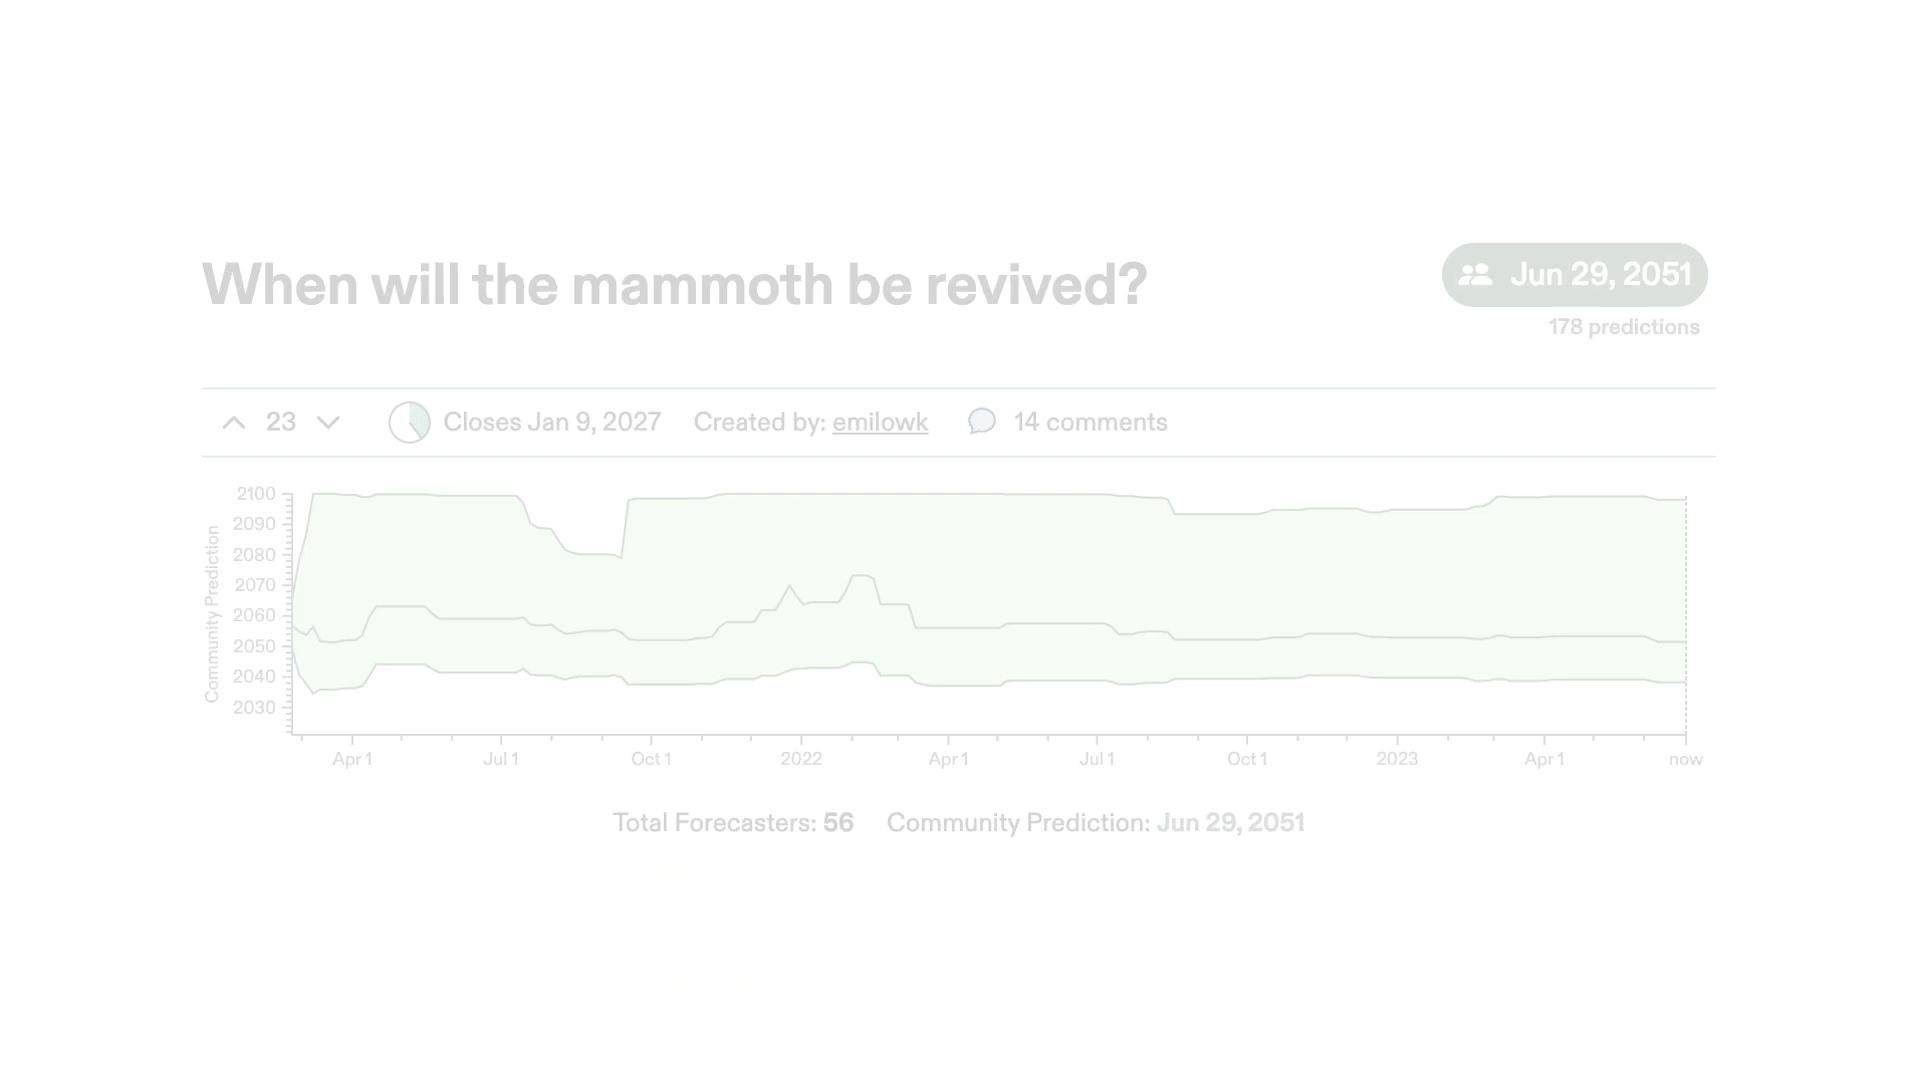 When will the mammoth be revived?
Jun 29, 2051
178 predictions
23
Closes Jan 9, 2027
Created by: emilowk
14 comments
Community Prediction
2100
2090
2080
2070
2060
2050
2040
2030
Apr 1
Jul 1
Oct 1
2022
Apr 1
Jul 1
Oct 1
2023
Apr 1
now
Total Forecasters: 56
Community Prediction: Jun 29, 2051